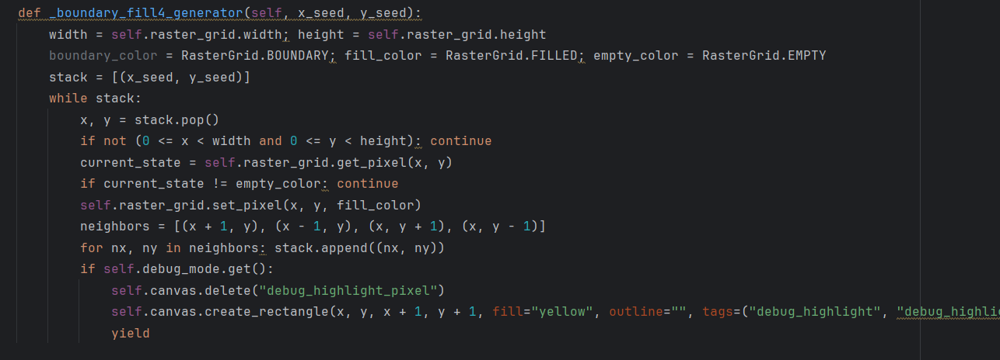 def _boundary_fill4_generator(self, x_seed, y_seed):
    width = self.raster_grid.width; height = self.raster_grid.height
    boundary_color = RasterGrid.BOUNDARY; fill_color = RasterGrid.FILLED; empty_color = RasterGrid.EMPTY
    stack = [(x_seed, y_seed)]
    while stack:
        x, y = stack.pop()
        if not (0 <= x < width and 0 <= y < height): continue
        current_state = self.raster_grid.get_pixel(x, y)
        if current_state != empty_color: continue
        self.raster_grid.set_pixel(x, y, fill_color)
        neighbors = [(x + 1, y), (x - 1, y), (x, y + 1), (x, y - 1)]
        for nx, ny in neighbors: stack.append((nx, ny))
        if self.debug_mode.get():
            self.canvas.delete("debug_highlight_pixel")
            self.canvas.create_rectangle(x, y, x + 1, y + 1, fill="yellow", outline="", tags=("debug_highlight", "debug_highli
            yield